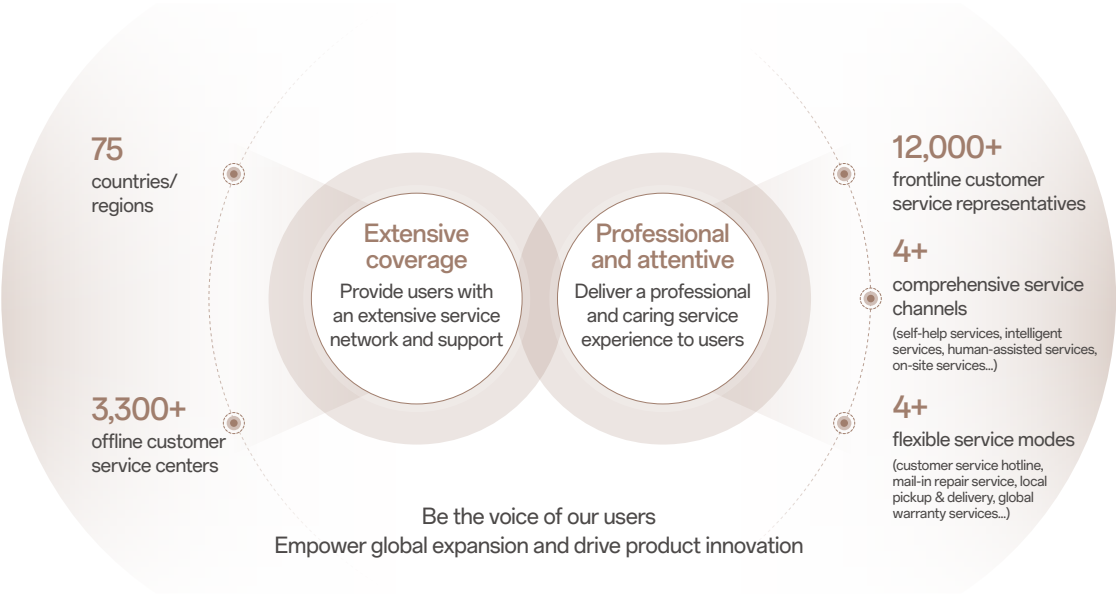 75
countries/
regions
3,300+
offline customer
service centers
Extensive
coverage
Provide users with
an extensive service
network and support
Professional
and attentive
Deliver a professional
and caring service
experience to users
12,000+
frontline customer
service representatives
4+
comprehensive service
channels
(self-help services, intelligent
services, human-assisted services,
on-site services...)
4+
flexible service modes
(customer service hotline,
mail-in repair service, local
pickup & delivery, global
warranty services...)
Be the voice of our users
Empower global expansion and drive product innovation